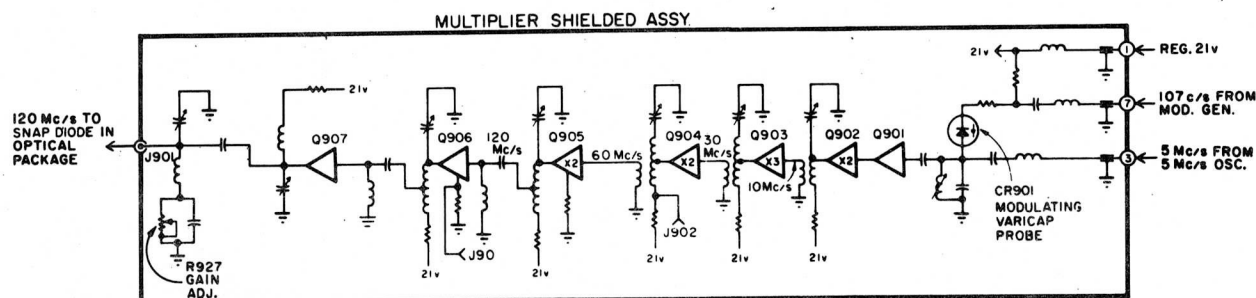 MULTIPLIER SHIELDED ASSY.
21v
1
REG. 21v
120 Mc/s TO
SNAP DIODE IN
OPTICAL
PACKAGE
J901
21v
Q907
Q906
120
Mc/s
Q905
X2
60 Mc/s
Q904
X2
30
Mc/s
Q903
X3
10Mc/s
Q902
X2
Q901
7
107 c/s FROM
MOD. GEN.
3
5 Mc/s FROM
5 Mc/s OSC.
CR901
MODULATING
VARICAP
PROBE
J902
J90
R927
GAIN
ADJ.
21v
21v
21v
21v
21v